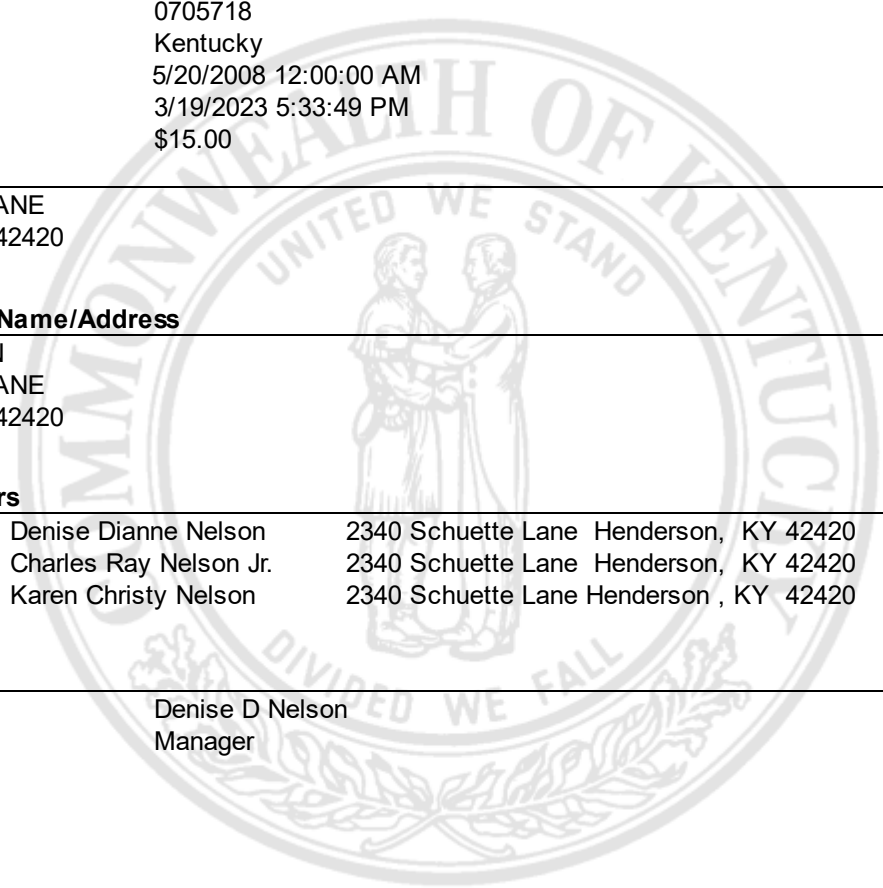 0705718
Kentucky
5/20/2008 12:00:00 AM
3/19/2023 5:33:49 PM
$15.00
ANE
42420
Name/Address
N
ANE
42420
rs
Denise Dianne Nelson 2340 Schuette Lane Henderson, KY 42420
Charles Ray Nelson Jr. 2340 Schuette Lane Henderson, KY 42420
Karen Christy Nelson 2340 Schuette Lane Henderson , KY 42420
Denise D Nelson
Manager
COMMONWEALTH OF KENTUCKY
UNITED WE STAND
DIVIDED WE FALL